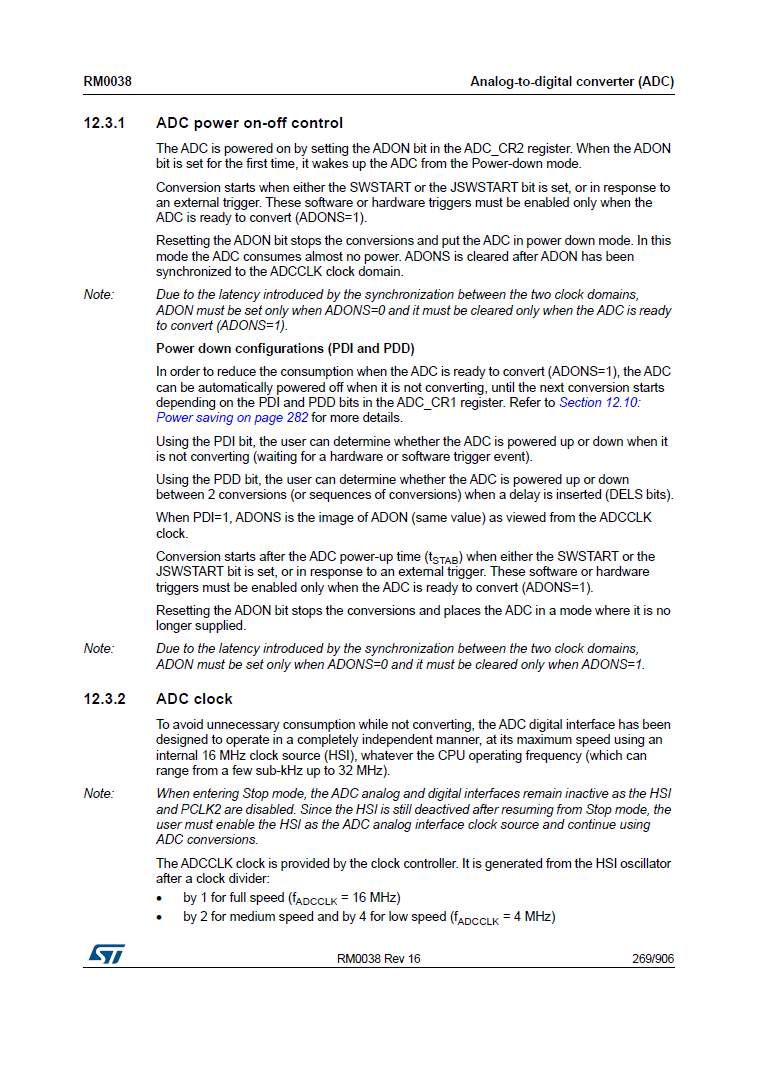 RM0038 Analog-to-digital converter (ADC)
12.3.1 ADC power on-off control
The ADC is powered on by setting the ADON bit in the ADC_CR2 register. When the ADON
bit is set for the first time, it wakes up the ADC from the Power-down mode.
Conversion starts when either the SWSTART or the JSWSTART bit is set, or in response to
an external trigger. These software or hardware triggers must be enabled only when the
ADC is ready to convert (ADONS=1).
Resetting the ADON bit stops the conversions and put the ADC in power down mode. In this
mode the ADC consumes almost no power. ADONS is cleared after ADON has been
synchronized to the ADCCLK clock domain.
Note: Due to the latency introduced by the synchronization between the two clock domains,
ADON must be set only when ADONS=0 and it must be cleared only when the ADC is ready
to convert (ADONS=1).
Power down configurations (PDI and PDD)
In order to reduce the consumption when the ADC is ready to convert (ADONS=1), the ADC
can be automatically powered off when it is not converting, until the next conversion starts
depending on the PDI and PDD bits in the ADC_CR1 register. Refer to Section 12.10:
Power saving on page 282 for more details.
Using the PDI bit, the user can determine whether the ADC is powered up or down when it
is not converting (waiting for a hardware or software trigger event).
Using the PDD bit, the user can determine whether the ADC is powered up or down
between 2 conversions (or sequences of conversions) when a delay is inserted (DELS bits).
When PDI=1, ADONS is the image of ADON (same value) as viewed from the ADCCLK
clock.
Conversion starts after the ADC power-up time (tSTAB) when either the SWSTART or the
JSWSTART bit is set, or in response to an external trigger. These software or hardware
triggers must be enabled only when the ADC is ready to convert (ADONS=1).
Resetting the ADON bit stops the conversions and places the ADC in a mode where it is no
longer supplied.
Note: Due to the latency introduced by the synchronization between the two clock domains,
ADON must be set only when ADONS=0 and it must be cleared only when ADONS=1.
12.3.2 ADC clock
To avoid unnecessary consumption while not converting, the ADC digital interface has been
designed to operate in a completely independent manner, at its maximum speed using an
internal 16 MHz clock source (HSI), whatever the CPU operating frequency (which can
range from a few sub-kHz up to 32 MHz).
Note: When entering Stop mode, the ADC analog and digital interfaces remain inactive as the HSI
and PCLK2 are disabled. Since the HSI is still deactived after resuming from Stop mode, the
user must enable the HSI as the ADC analog interface clock source and continue using
ADC conversions.
The ADCCLK clock is provided by the clock controller. It is generated from the HSI oscillator
after a clock divider:
• by 1 for full speed (fADCCLK = 16 MHz)
• by 2 for medium speed and by 4 for low speed (fADCCLK = 4 MHz)
ST RM0038 Rev 16 269/906